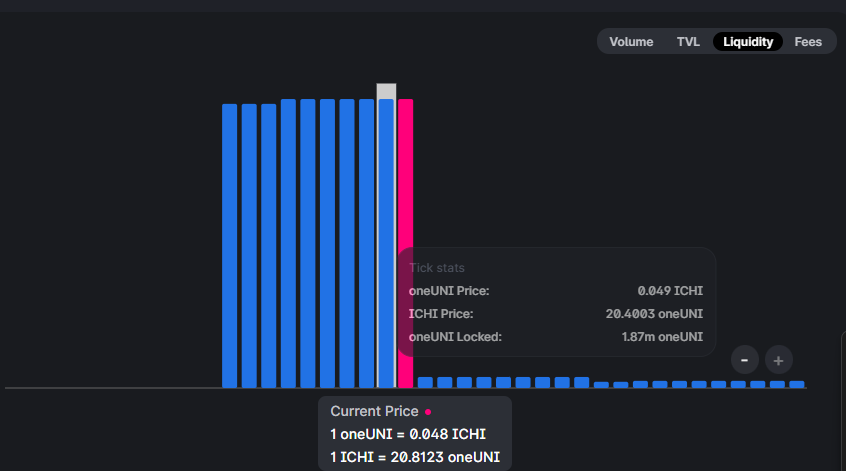 Volume TVL Liquidity Fees
Tick stats
oneUNI Price: 0.049 ICHI
ICHI Price: 20.4003 oneUNI
oneUNI Locked: 1.87m oneUNI
- +
Current Price
1 oneUNI = 0.048 ICHI
1 ICHI = 20.8123 oneUNI